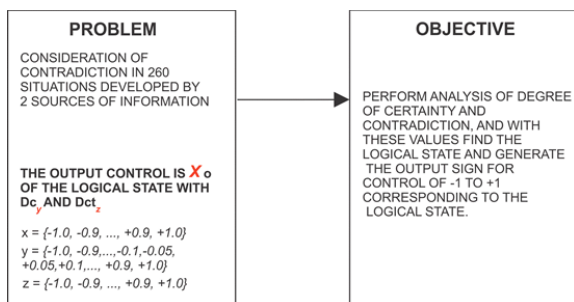 PROBLEM
CONSIDERATION OF
CONTRADICTION IN 260
SITUATIONS DEVELOPED BY
2 SOURCES OF INFORMATION
THE OUTPUT CONTROL IS X o
OF THE LOGICAL STATE WITH
Dcy AND Dctz
x = {-1.0, -0.9, ..., +0.9, +1.0}
y = {-1.0, -0.9,...,-0.1,-0.05,
+0.05,+0.1,..., +0.9, +1.0}
z = {-1.0, -0.9, ..., +0.9, +1.0}
OBJECTIVE
PERFORM ANALYSIS OF DEGREE
OF CERTAINTY AND
CONTRADICTION, AND WITH
THESE VALUES FIND THE
LOGICAL STATE AND GENERATE
THE OUTPUT SIGN FOR
CONTROL OF -1 TO +1
CORRESPONDING TO THE
LOGICAL STATE.